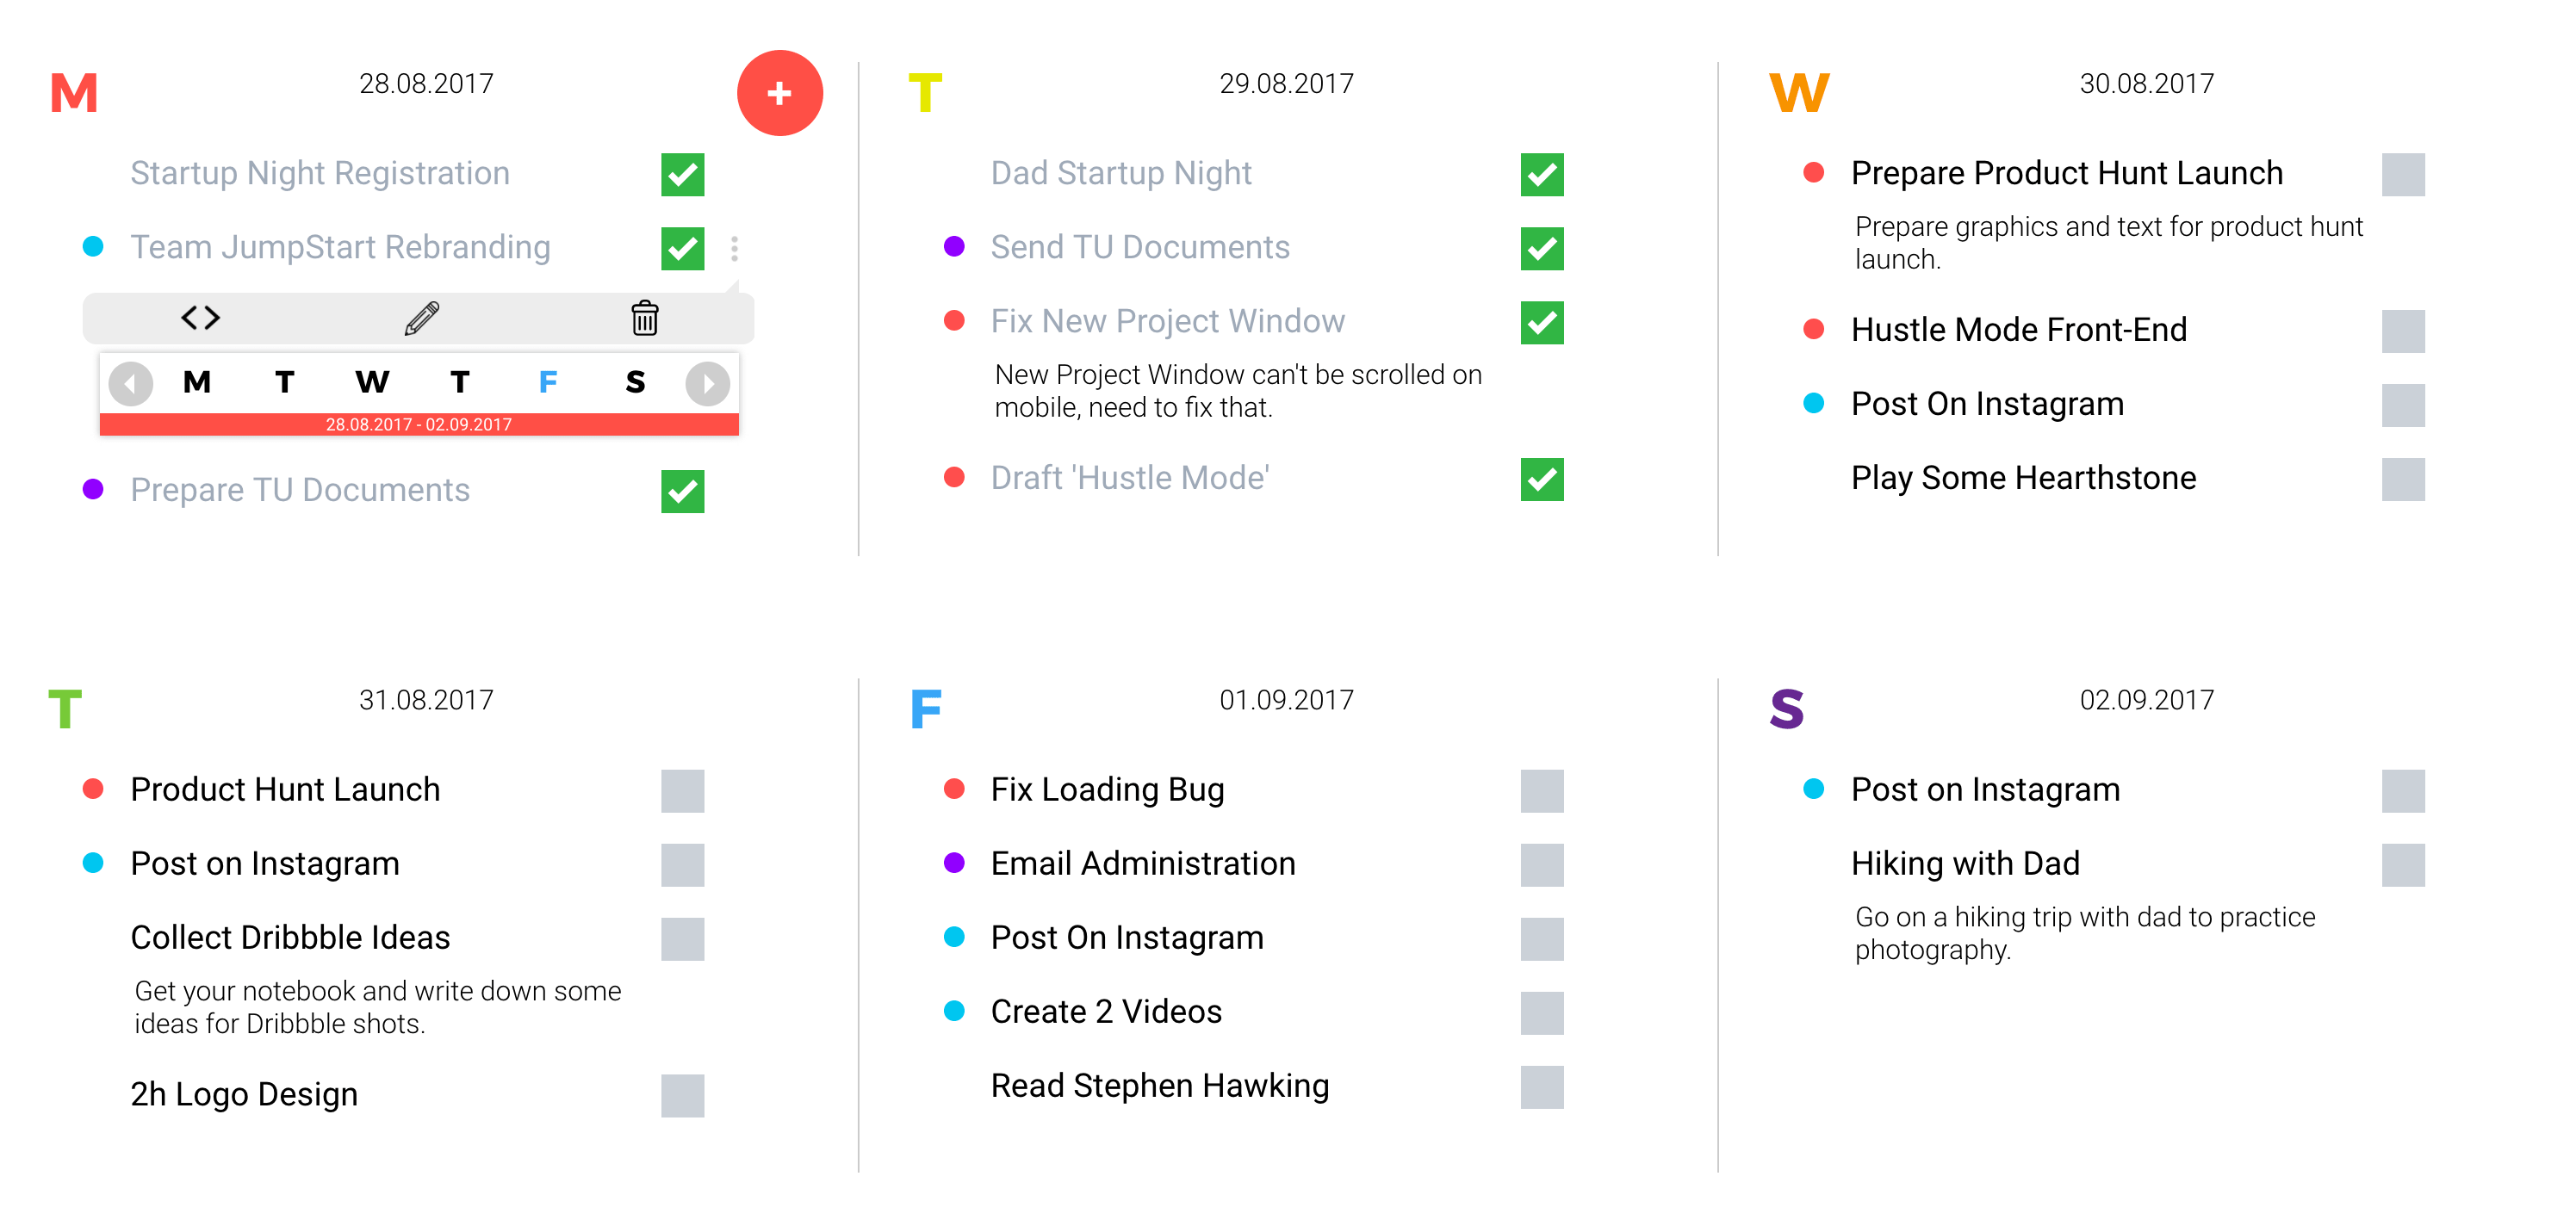 M
28.08.2017
+
Startup Night Registration
Team JumpStart Rebranding
< >
M T W T F S
28.08.2017 - 02.09.2017
Prepare TU Documents
T
29.08.2017
Dad Startup Night
Send TU Documents
Fix New Project Window
New Project Window can't be scrolled on
mobile, need to fix that.
Draft 'Hustle Mode'
W
30.08.2017
Prepare Product Hunt Launch
Prepare graphics and text for product hunt
launch.
Hustle Mode Front-End
Post On Instagram
Play Some Hearthstone
T
31.08.2017
Product Hunt Launch
Post on Instagram
Collect Dribbble Ideas
Get your notebook and write down some
ideas for Dribbble shots.
2h Logo Design
F
01.09.2017
Fix Loading Bug
Email Administration
Post On Instagram
Create 2 Videos
Read Stephen Hawking
S
02.09.2017
Post on Instagram
Hiking with Dad
Go on a hiking trip with dad to practice
photography.